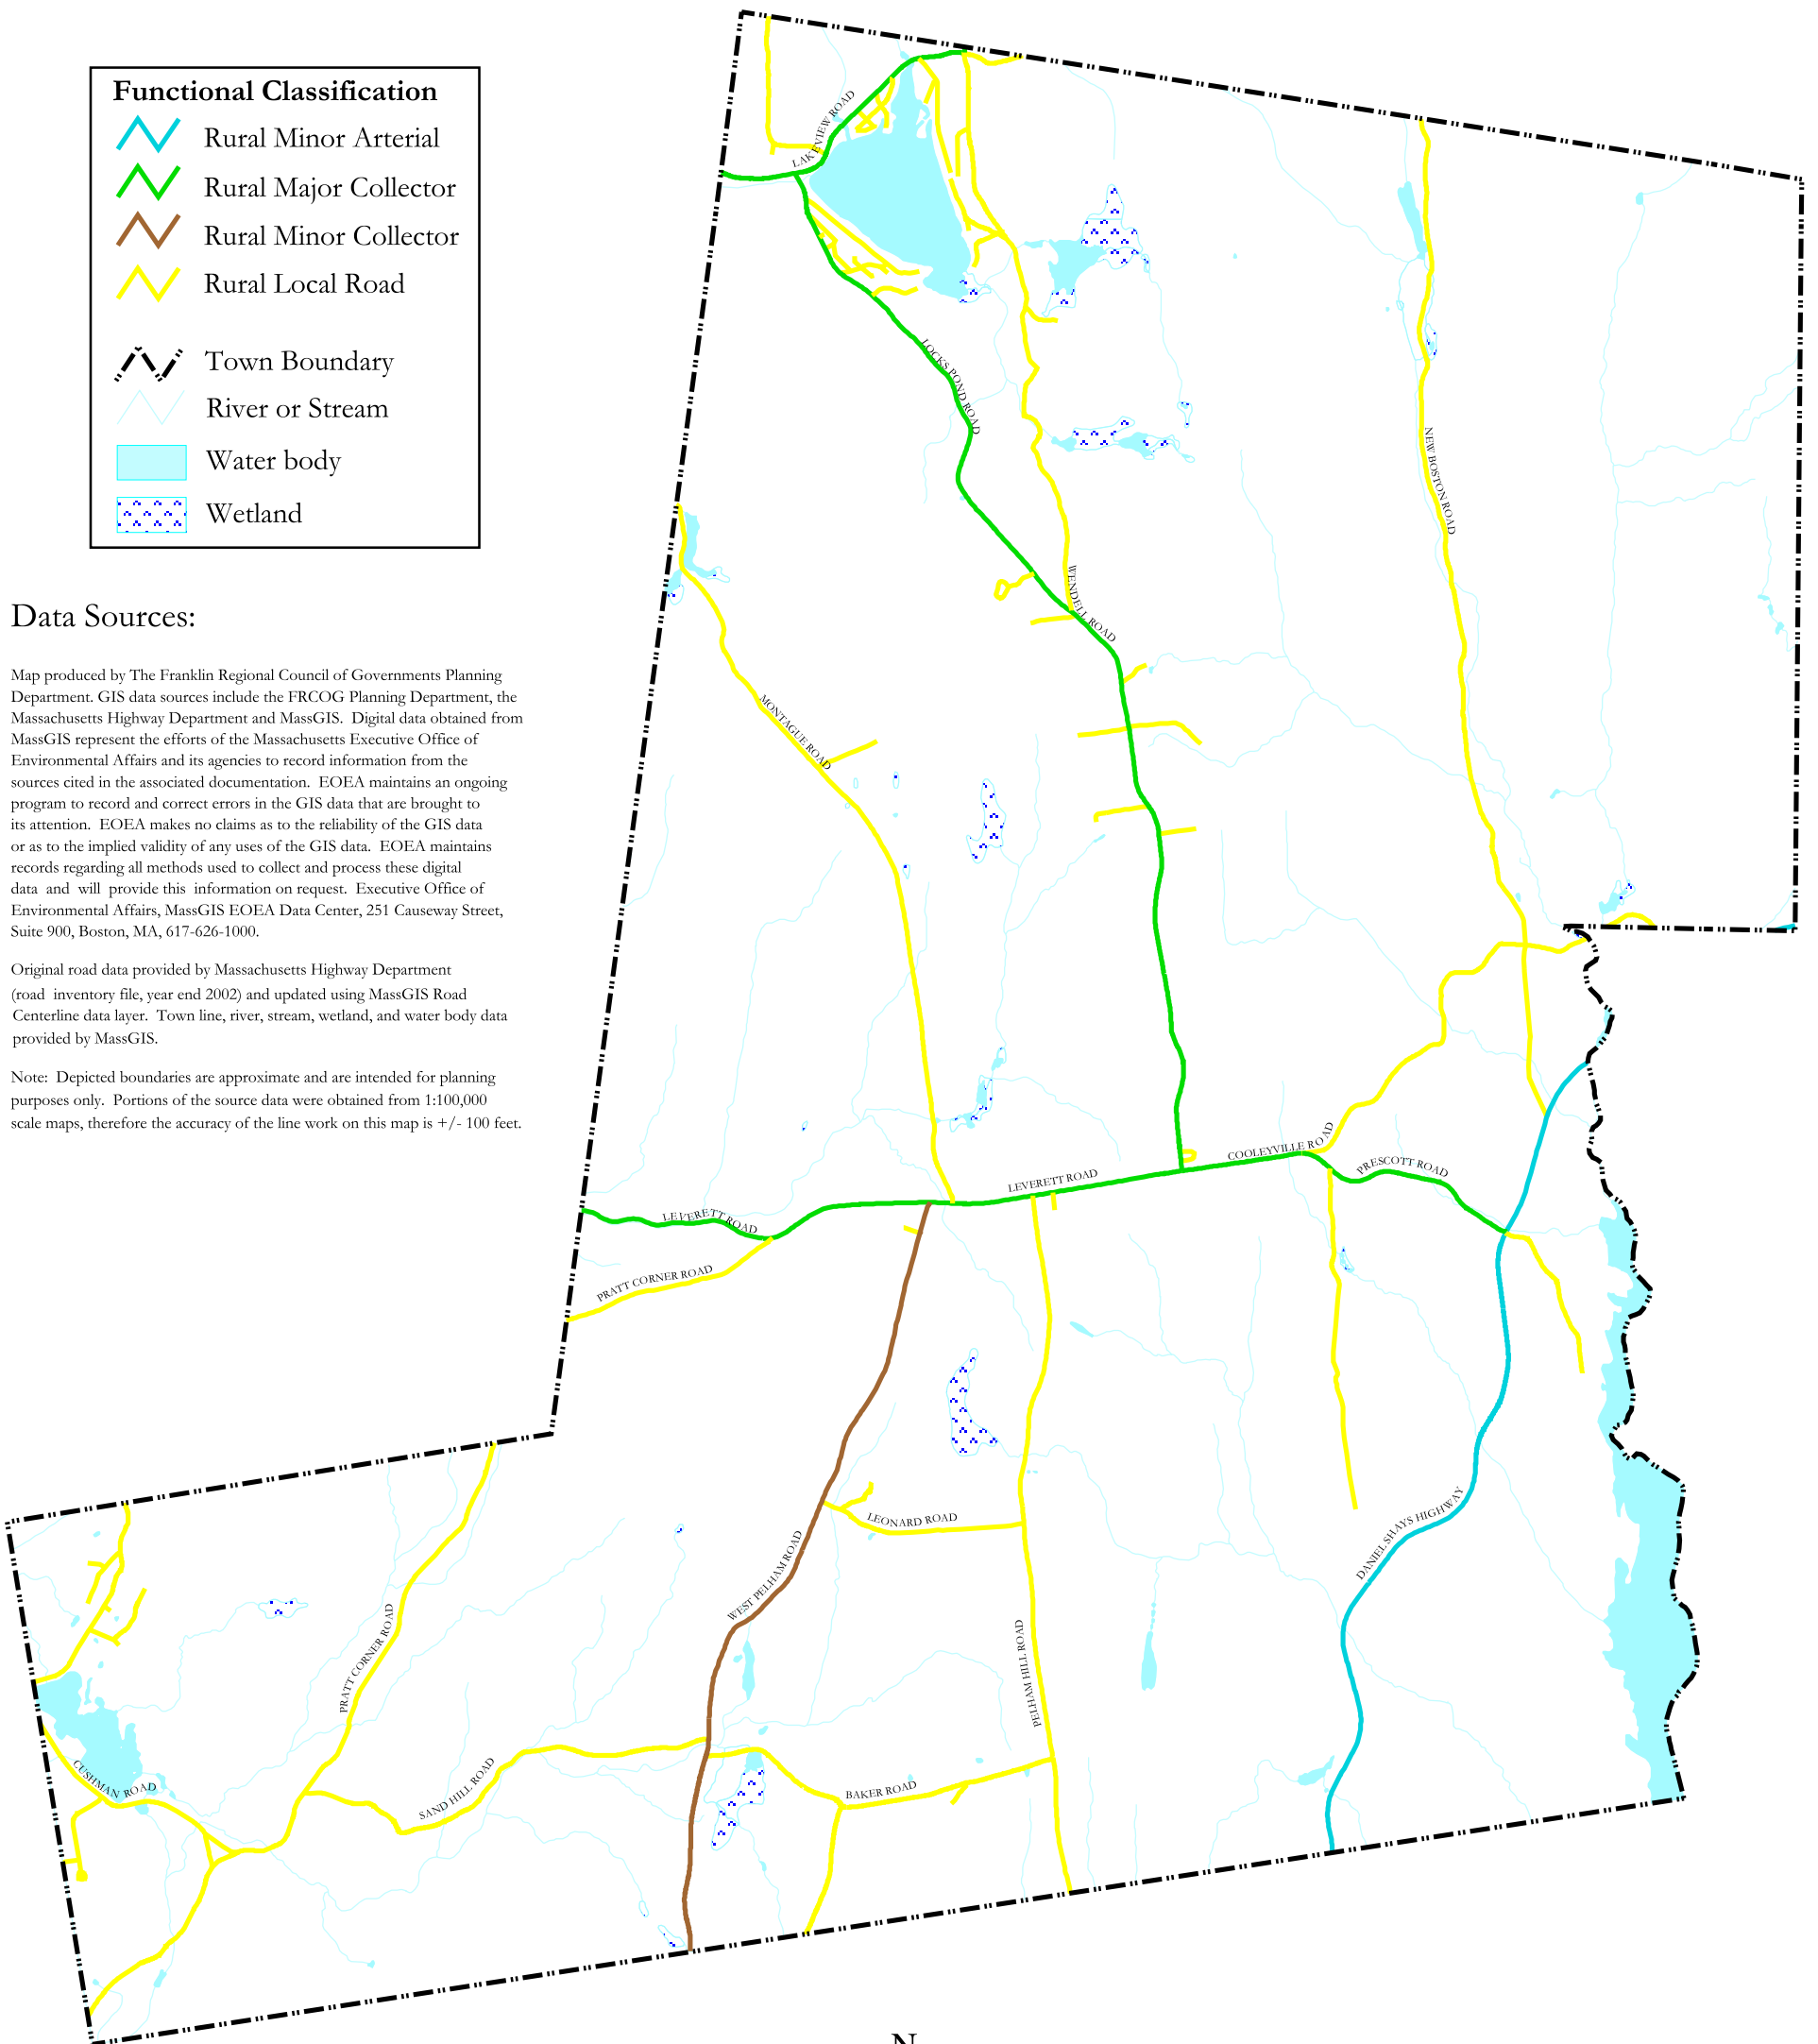 Functional Classification
Rural Minor Arterial
Rural Major Collector
Rural Minor Collector
Rural Local Road
Town Boundary
River or Stream
Water body
Wetland
Data Sources:
Map produced by The Franklin Regional Council of Governments Planning
Department. GIS data sources include the FRCOG Planning Department, the
Massachusetts Highway Department and MassGIS. Digital data obtained from
MassGIS represent the efforts of the Massachusetts Executive Office of
Environmental Affairs and its agencies to record information from the
sources cited in the associated documentation. EOEA maintains an ongoing
program to record and correct errors in the GIS data that are brought to
its attention. EOEA makes no claims as to the reliability of the GIS data
or as to the implied validity of any uses of the GIS data. EOEA maintains
records regarding all methods used to collect and process these digital
data and will provide this information on request. Executive Office of
Environmental Affairs, MassGIS EOEA Data Center, 251 Causeway Street,
Suite 900, Boston, MA, 617-626-1000.
Original road data provided by Massachusetts Highway Department
(road inventory file, year end 2002) and updated using MassGIS Road
Centerline data layer. Town line, river, stream, wetland, and water body data
provided by MassGIS.
Note: Depicted boundaries are approximate and are intended for planning
purposes only. Portions of the source data were obtained from 1:100,000
scale maps, therefore the accuracy of the line work on this map is +/- 100 feet.
LAKEVIEW ROAD
LOCKS POND ROAD
NEW BOSTON ROAD
WENDELL ROAD
MONTAGUE ROAD
COOLEYVILLE ROAD
PRESCOTT ROAD
LEVERETT ROAD
LEVERETT ROAD
PRATT CORNER ROAD
LEONARD ROAD
DANIEL SHAYS HIGHWAY
WEST PELHAM ROAD
PELHAM HILL ROAD
PRATT CORNER ROAD
CUSHMAN ROAD
SAND HILL ROAD
BAKER ROAD
N